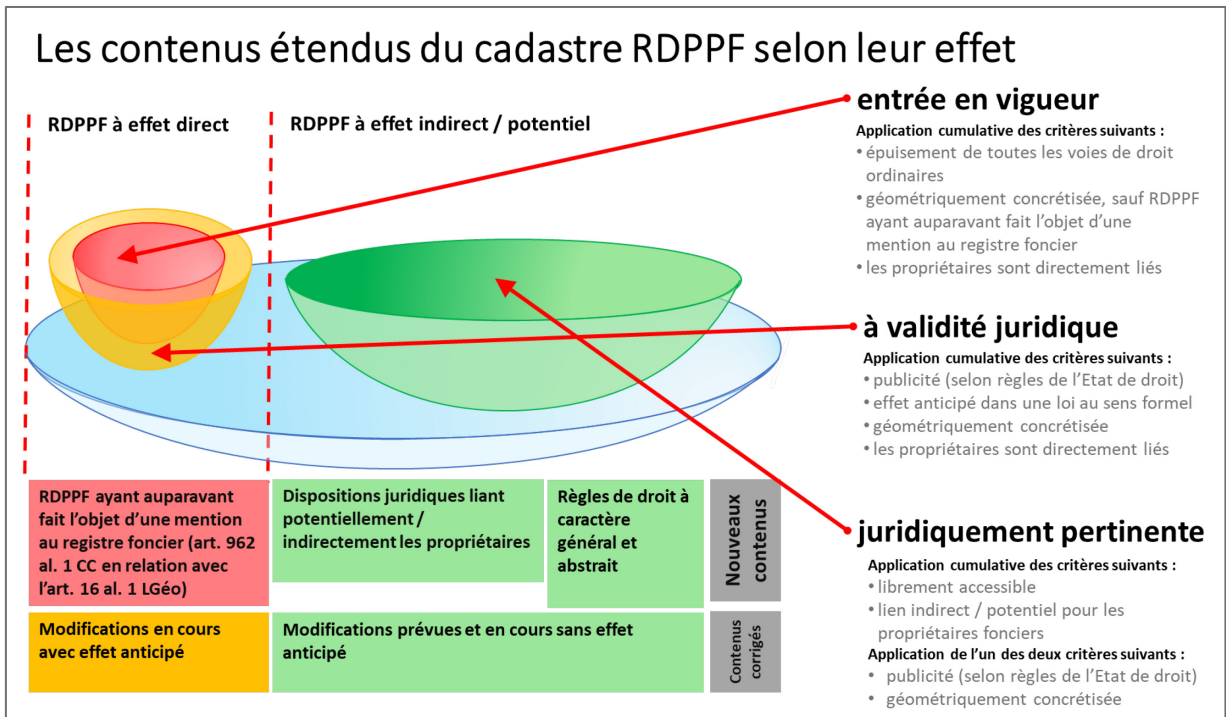 Les contenus étendus du cadastre RDPPF selon leur effet
RDPPF à effet direct
RDPPF à effet indirect / potentiel
entrée en vigueur
Application cumulative des critères suivants :
• épuisement de toutes les voies de droit
ordinaires
• géométriquement concrétisée, sauf RDPPF
ayant auparavant fait l'objet d'une
mention au registre foncier
• les propriétaires sont directement liés
à validité juridique
Application cumulative des critères suivants :
• publicité (selon règles de l'Etat de droit)
• effet anticipé dans une loi au sens formel
• géométriquement concrétisée
• les propriétaires sont directement liés
juridiquement pertinente
Application cumulative des critères suivants :
• librement accessible
• lien indirect / potentiel pour les
propriétaires fonciers
Application de l'un des deux critères suivants :
• publicité (selon règles de l'Etat de droit)
• géométriquement concrétisée
RDPPF ayant auparavant
fait l'objet d'une mention
au registre foncier (art. 962
al. 1 CC en relation avec
l'art. 16 al. 1 LGéo)
Dispositions juridiques liant
potentiellement /
indirectement les propriétaires
Règles de droit à
caractère
général et
abstrait
Nouveaux
contenus
Modifications en cours
avec effet anticipé
Modifications prévues et en cours sans effet
anticipé
Contenus
corrigés